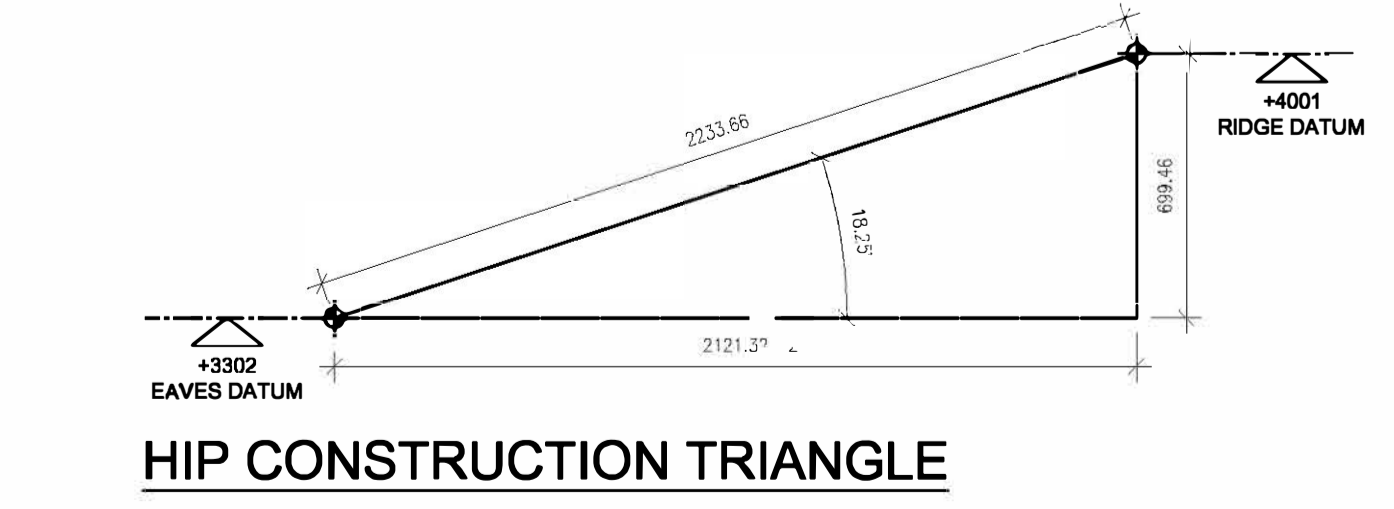 2233.66
+4001
RIDGE DATUM
699.46
18.25°
+3302
EAVES DATUM
HIP CONSTRUCTION TRIANGLE